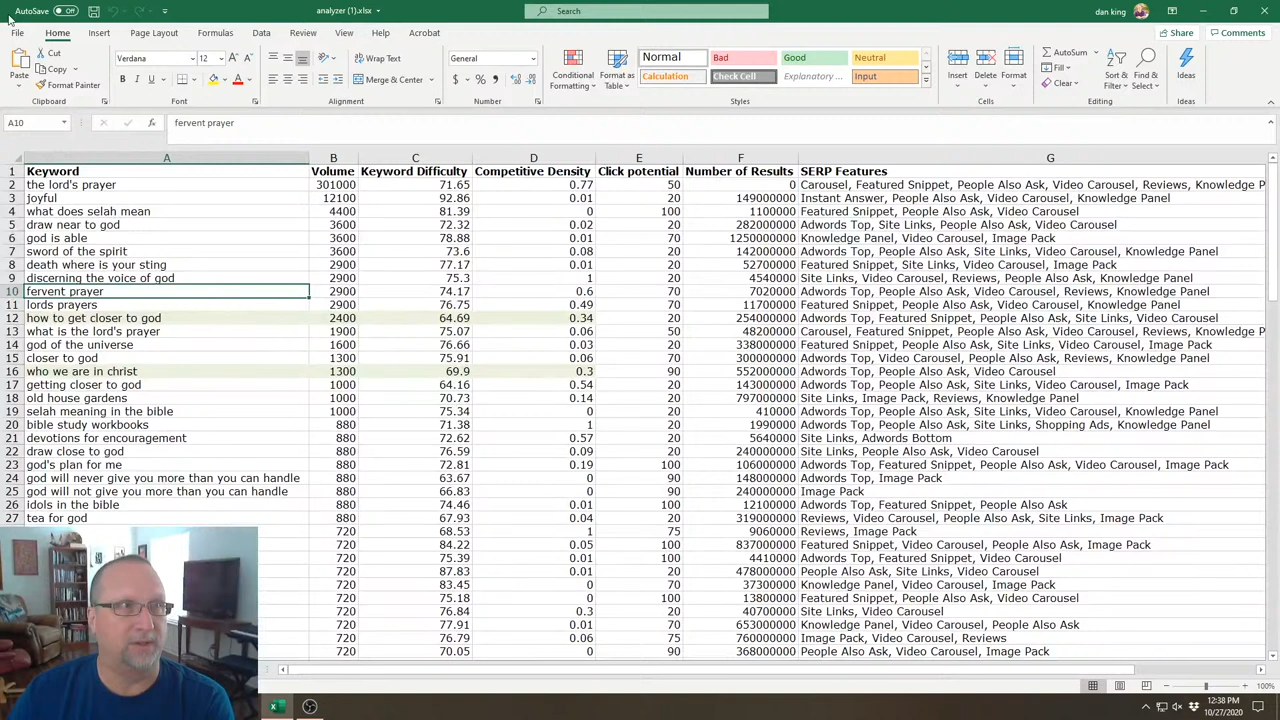 AutoSave Off analyzer (1).xlsx Search dan king
File Home Insert Page Layout Formulas Data Review View Help Acrobat Share Comments
Cut Verdana 12 Wrap Text General Normal Bad Good Neutral AutoSum
Copy Fill
Paste Format Painter Merge & Center Conditional Formatting Format as Table Calculation Check Cell Explanatory ... Input Insert Delete Format Clear Sort & Filter Find & Select Ideas
Clipboard Font Alignment Number Styles Cells Editing Ideas
A10 fervent prayer
A B C D E F G
1 Keyword Volume Keyword Difficulty Competitive Density Click potential Number of Results SERP Features
2 the lord's prayer 301000 71.65 0.77 50 0 Carousel, Featured Snippet, People Also Ask, Video Carousel, Reviews, Knowledge P
3 joyful 12100 92.86 0.01 20 149000000 Instant Answer, People Also Ask, Video Carousel, Knowledge Panel
4 what does selah mean 4400 81.39 0 100 1100000 Featured Snippet, People Also Ask, Video Carousel
5 draw near to god 3600 72.32 0.02 20 282000000 Adwords Top, Site Links, People Also Ask, Video Carousel
6 god is able 3600 78.88 0.01 70 1250000000 Knowledge Panel, Video Carousel, Image Pack
7 sword of the spirit 2900 73.6 0.08 20 142000000 Adwords Top, People Also Ask, Site Links, Video Carousel, Knowledge Panel
8 death where is your sting 2900 77.17 0.01 20 52700000 Featured Snippet, Site Links, Video Carousel, Image Pack
9 discerning the voice of god 2900 75.3 1 20 4540000 Site Links, Video Carousel, Reviews, People Also Ask, Knowledge Panel
10 fervent prayer 2900 74.17 0.6 70 7020000 Adwords Top, People Also Ask, Video Carousel, Reviews, Knowledge Panel
11 lords prayers 2900 76.75 0.49 10 11700000 Featured Snippet, People Also Ask, Video Carousel, Knowledge Panel
12 how to get closer to god 2400 64.69 0.34 20 254000000 Adwords Top, Featured Snippet, People Also Ask, Site Links, Video Carousel
13 what is the lord's prayer 1900 75.07 0.06 50 48200000 Carousel, Featured Snippet, People Also Ask, Video Carousel, Reviews, Knowledge P
14 god of the universe 1600 76.66 0.03 20 338000000 Featured Snippet, People Also Ask, Site Links, Video Carousel, Image Pack
15 closer to god 1300 75.91 0.06 70 300000000 Adwords Top, Video Carousel, People Also Ask, Reviews, Knowledge Panel
16 who we are in christ 1300 69.9 0.3 90 552000000 Adwords Top, People Also Ask, Video Carousel
17 getting closer to god 1000 64.16 0.54 20 143000000 Adwords Top, People Also Ask, Site Links, Video Carousel, Image Pack
18 old house gardens 1000 70.73 0.14 20 797000000 Site Links, Image Pack, Reviews, Knowledge Panel
19 selah meaning in the bible 1000 75.34 0 20 410000 Adwords Top, People Also Ask, Site Links, Video Carousel, Knowledge Panel
20 bible study workbooks 880 71.38 1 20 1990000 Adwords Top, People Also Ask, Site Links, Shopping Ads, Knowledge Panel
21 devotions for encouragement 880 72.62 0.57 20 5640000 Site Links, Adwords Bottom
22 draw close to god 880 76.59 0.09 20 240000000 Site Links, People Also Ask, Video Carousel
23 god's plan for me 880 72.81 0.19 100 106000000 Adwords Top, Featured Snippet, People Also Ask, Video Carousel, Image Pack
24 god will never give you more than you can handle 880 63.67 0 90 148000000 Adwords Top, Image Pack
25 god will not give you more than you can handle 880 66.83 0 90 240000000 Image Pack
26 idols in the bible 880 74.46 0.01 100 12100000 Adwords Top, Featured Snippet, People Also Ask
27 tea for god 880 67.93 0.04 20 319000000 Reviews, Video Carousel, People Also Ask, Site Links, Image Pack
720 68.53 1 75 9060000 Reviews, Image Pack
720 84.22 0.05 100 837000000 Featured Snippet, Video Carousel, People Also Ask, Image Pack
720 75.39 0.01 100 4410000 Adwords Top, Featured Snippet, Video Carousel
720 87.83 0.01 20 478000000 People Also Ask, Site Links, Video Carousel
720 83.45 0 70 37300000 Knowledge Panel, Video Carousel, Image Pack
720 75.18 0 100 13800000 Featured Snippet, People Also Ask, Video Carousel
720 76.84 0.3 20 40700000 Site Links, Video Carousel
720 77.91 0.01 70 653000000 Knowledge Panel, Video Carousel, People Also Ask
720 76.79 0.06 75 760000000 Image Pack, Video Carousel, Reviews
720 70.05 0 90 368000000 People Also Ask, Video Carousel, Image Pack
100%
12:38 PM
10/27/2020